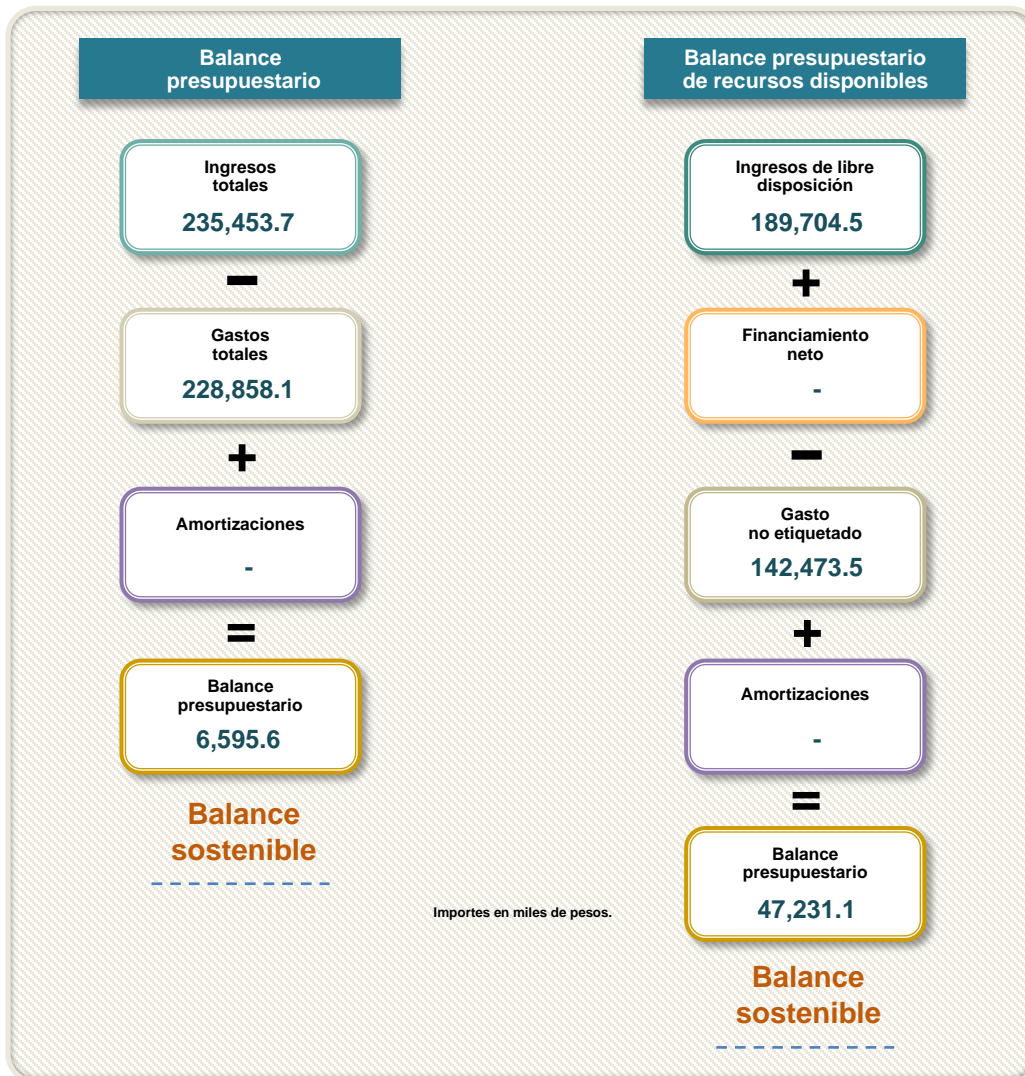 Balance
presupuestario
Ingresos
totales
235,453.7
−
Gastos
totales
228,858.1
+
Amortizaciones
-
=
Balance
presupuestario
6,595.6
Balance
sostenible
Balance presupuestario
de recursos disponibles
Ingresos de libre
disposición
189,704.5
+
Financiamiento
neto
-
−
Gasto
no etiquetado
142,473.5
+
Amortizaciones
-
=
Balance
presupuestario
47,231.1
Balance
sostenible
Importes en miles de pesos.